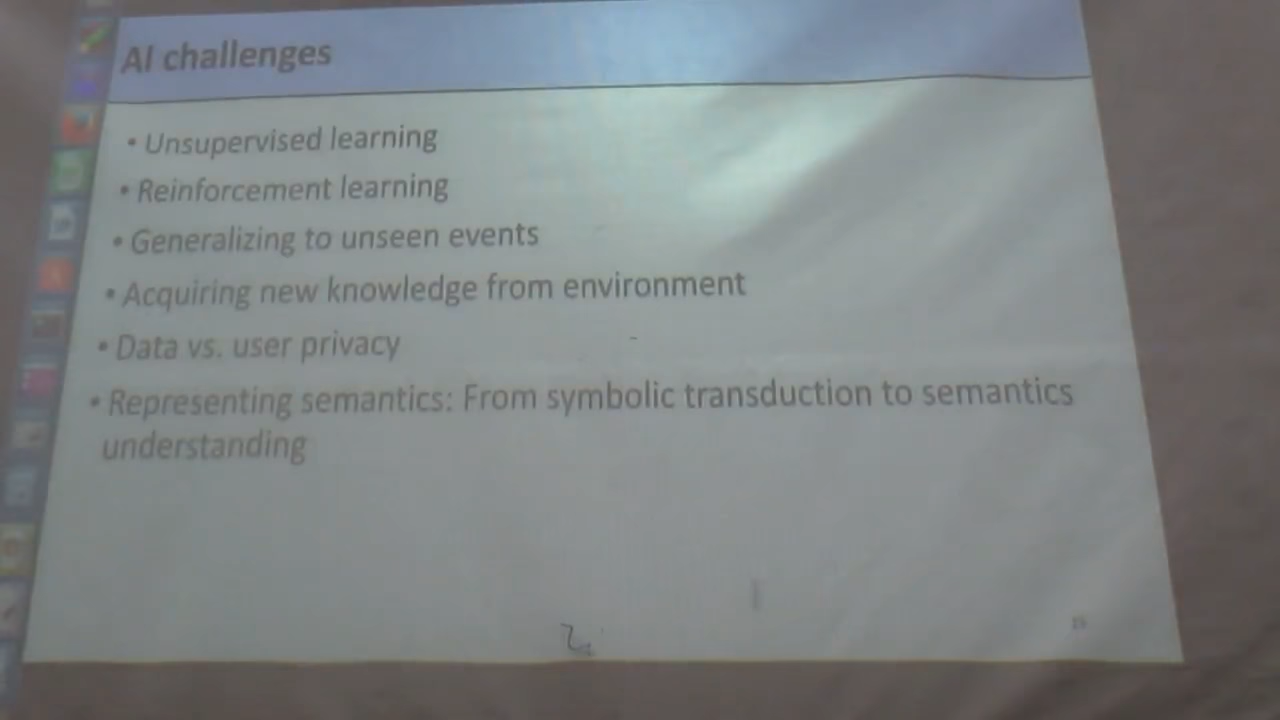 AI challenges
• Unsupervised learning
• Reinforcement learning
• Generalizing to unseen events
• Acquiring new knowledge from environment
• Data vs. user privacy
• Representing semantics: From symbolic transduction to semantics
understanding